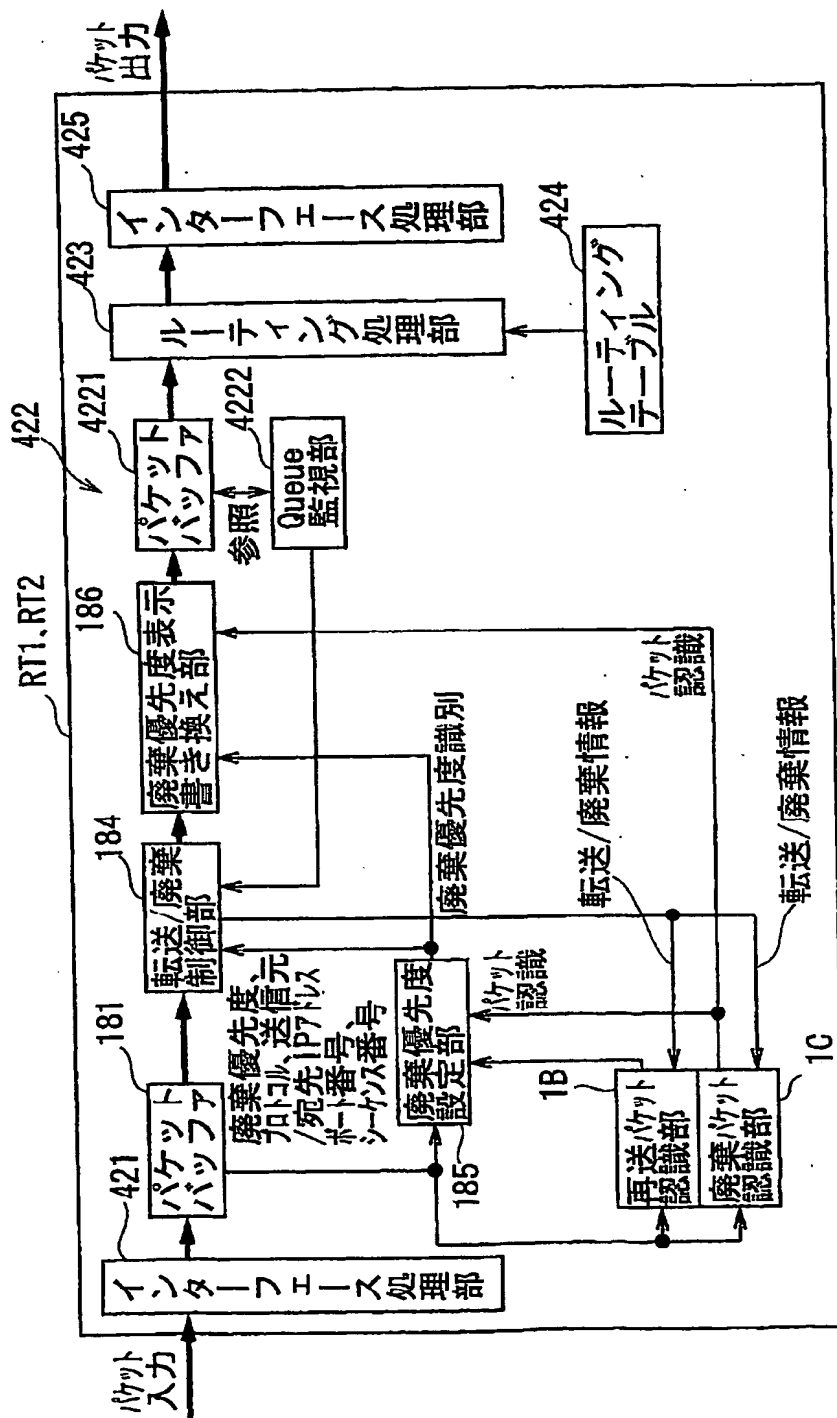 RT1、RT2
422
パケット
入力
421
インターフェース処理部
181
パケット
バッファ
184
転送/廃棄
制御部
186
廃棄優先度表示
書き換え部
4221
パケット
バッファ
423
ルーティング処理部
425
インターフェース処理部
パケット
出力
参照
4222
Queue
監視部
424
ルーティング
テーブル
廃棄優先度、
プロトコル、送信元
/宛先IPアドレス
ポート番号、
シーケンス番号
廃棄優先度識別
185
廃棄優先度
設定部
パケット
認識
パケット
認識
1B
再送パケット
認識部
廃棄パケット
認識部
1C
転送/廃棄情報
転送/廃棄情報